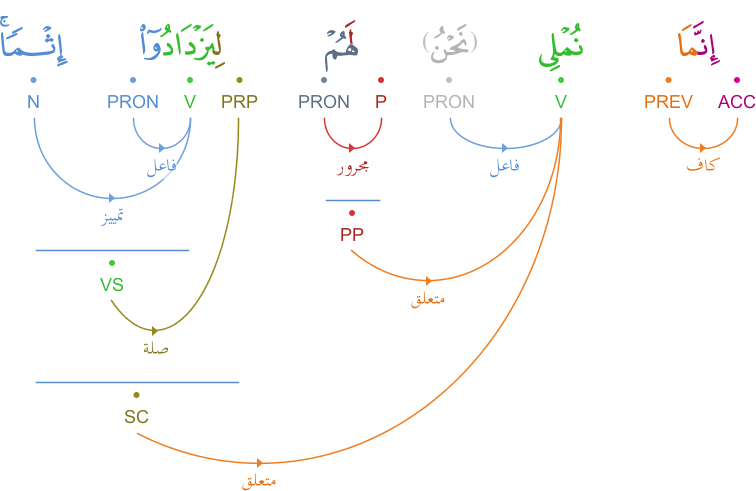 إِنَّمَا نُمْلِي (نَحْنُ) لَهُمْ لِيَزْدَادُوٓا۟ إِثْمًا ۚ
ACC PREV V PRON P PRON PRP V PRON N
كاف فاعل مجرور فاعل
تمييز
PP
VS
متعلق
صلة
SC
متعلق